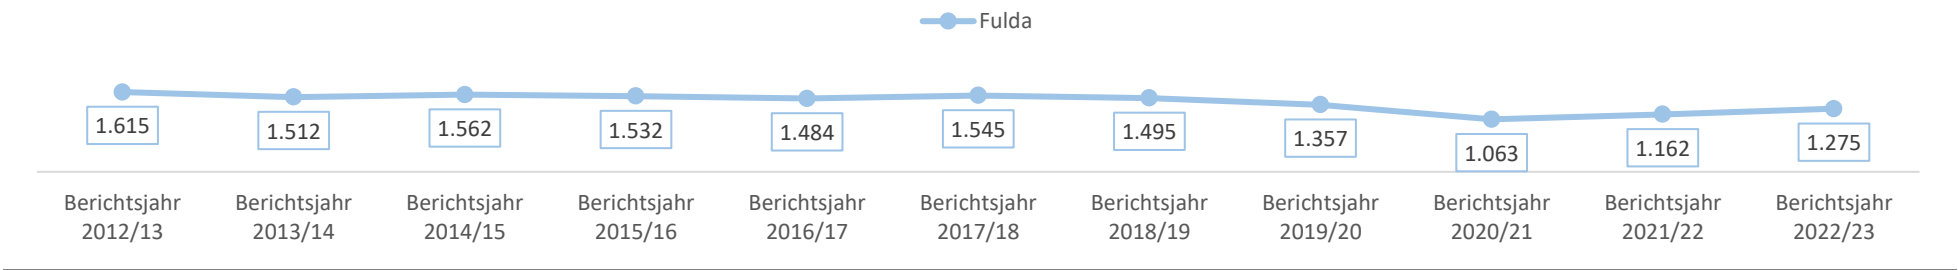 Fulda
1.615
1.512
1.562
1.532
1.484
1.545
1.495
1.357
1.063
1.162
1.275
Berichtsjahr
2012/13
Berichtsjahr
2013/14
Berichtsjahr
2014/15
Berichtsjahr
2015/16
Berichtsjahr
2016/17
Berichtsjahr
2017/18
Berichtsjahr
2018/19
Berichtsjahr
2019/20
Berichtsjahr
2020/21
Berichtsjahr
2021/22
Berichtsjahr
2022/23